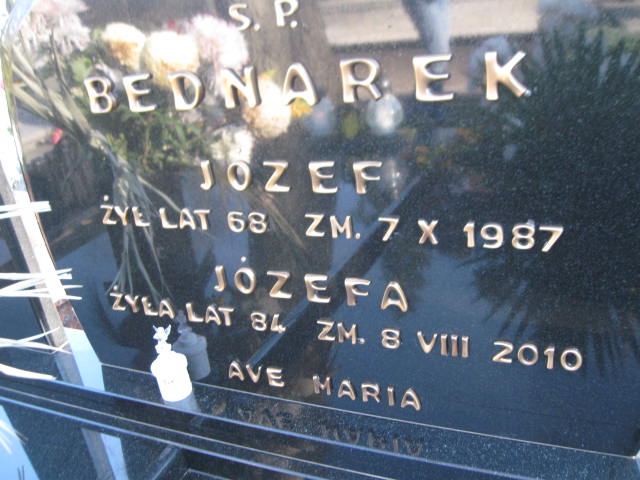 S. P.
BEDNAREK
JÓZEF
ŻYŁ LAT 68 ZM. 7 X 1987
JÓZEFA
ŻYŁA LAT 84 ZM. 8 VIII 2010
AVE MARIA